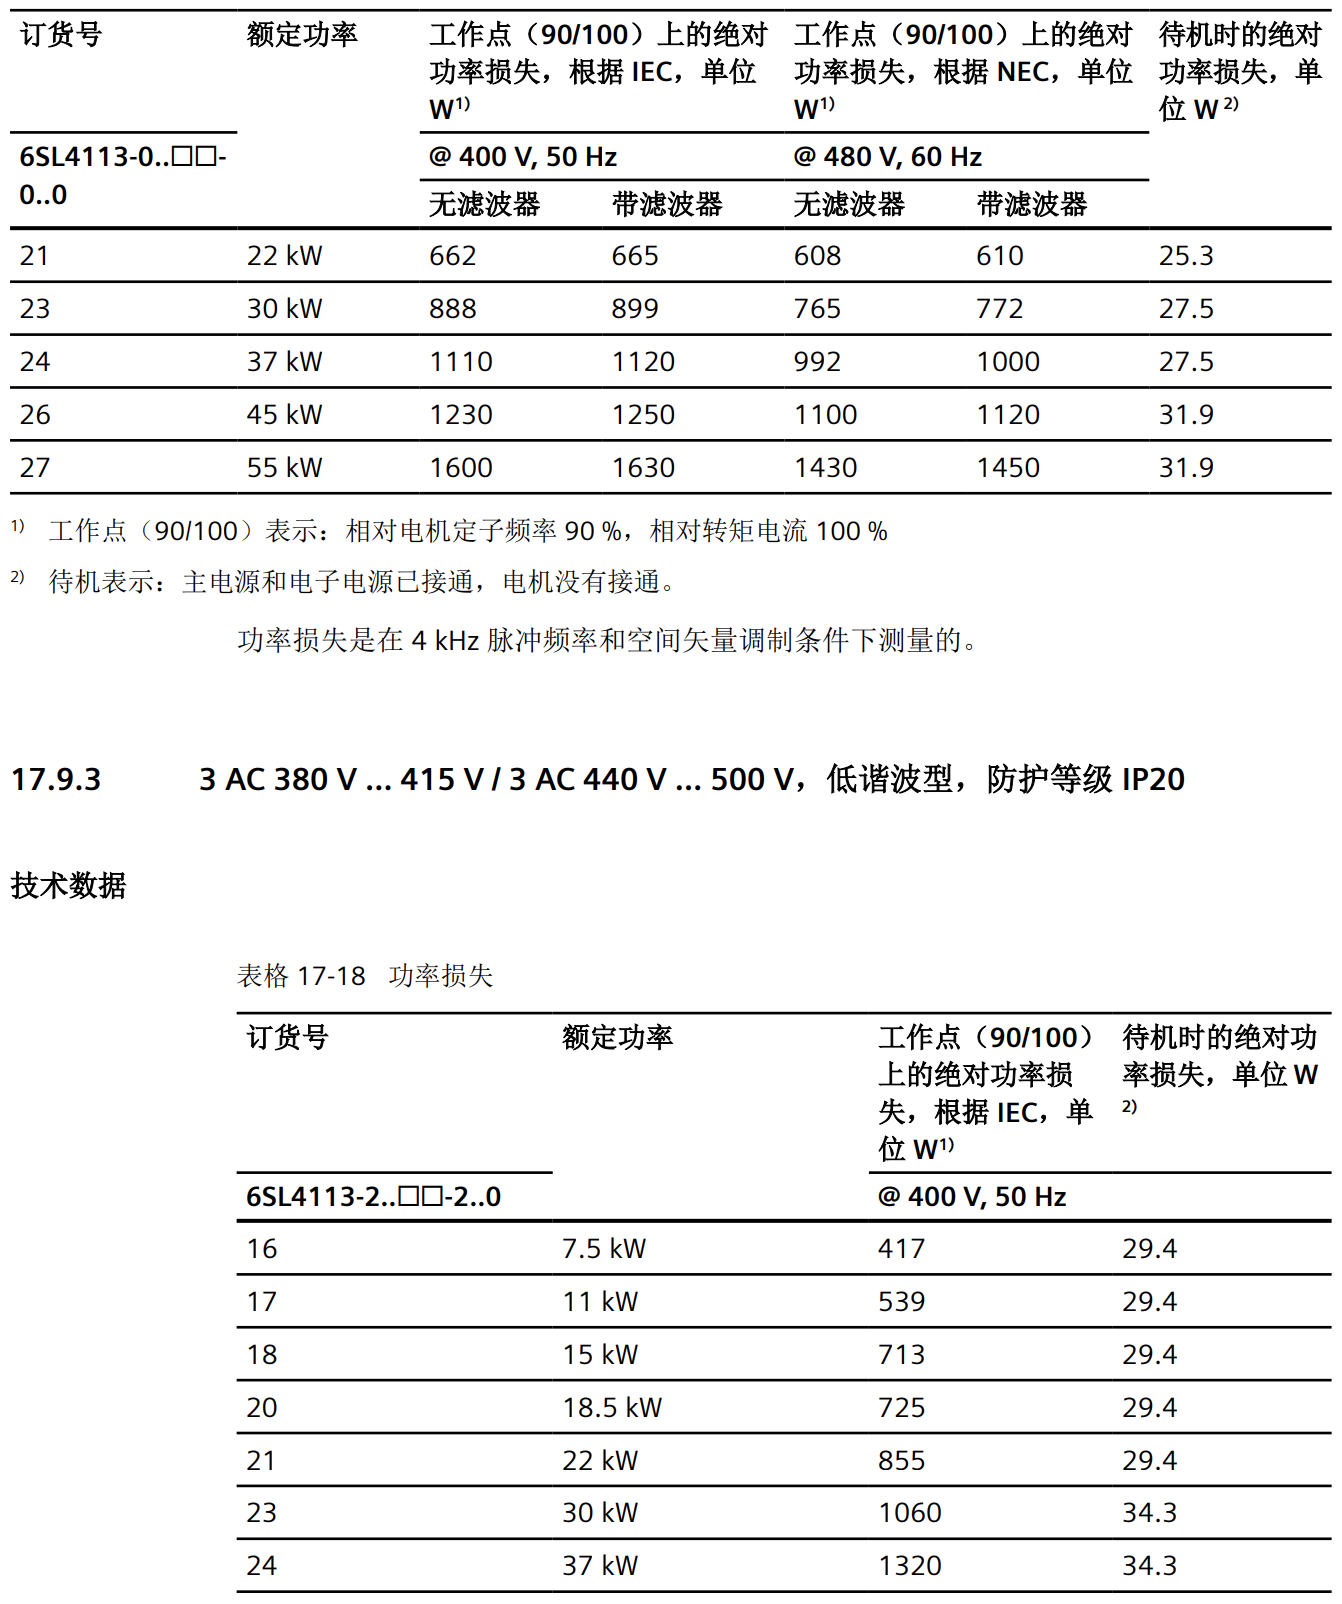 订货号 额定功率 工作点（90/100）上的绝对 工作点（90/100）上的绝对 待机时的绝对
功率损失，根据 IEC，单位 功率损失，根据 NEC，单位 功率损失，单
W1) W1) 位 W 2)
6SL4113-0..□□- @ 400 V, 50 Hz @ 480 V, 60 Hz
0..0 无滤波器 带滤波器 无滤波器 带滤波器
21 22 kW 662 665 608 610 25.3
23 30 kW 888 899 765 772 27.5
24 37 kW 1110 1120 992 1000 27.5
26 45 kW 1230 1250 1100 1120 31.9
27 55 kW 1600 1630 1430 1450 31.9
1) 工作点（90/100）表示：相对电机定子频率 90 %，相对转矩电流 100 %
2) 待机表示：主电源和电子电源已接通，电机没有接通。
功率损失是在 4 kHz 脉冲频率和空间矢量调制条件下测量的。
17.9.3 3 AC 380 V ... 415 V / 3 AC 440 V ... 500 V，低谐波型，防护等级 IP20
技术数据
表格 17-18 功率损失
订货号 额定功率 工作点（90/100） 待机时的绝对功
上的绝对功率损 率损失，单位 W
失，根据 IEC，单 2)
位 W1)
6SL4113-2..□□-2..0 @ 400 V, 50 Hz
16 7.5 kW 417 29.4
17 11 kW 539 29.4
18 15 kW 713 29.4
20 18.5 kW 725 29.4
21 22 kW 855 29.4
23 30 kW 1060 34.3
24 37 kW 1320 34.3